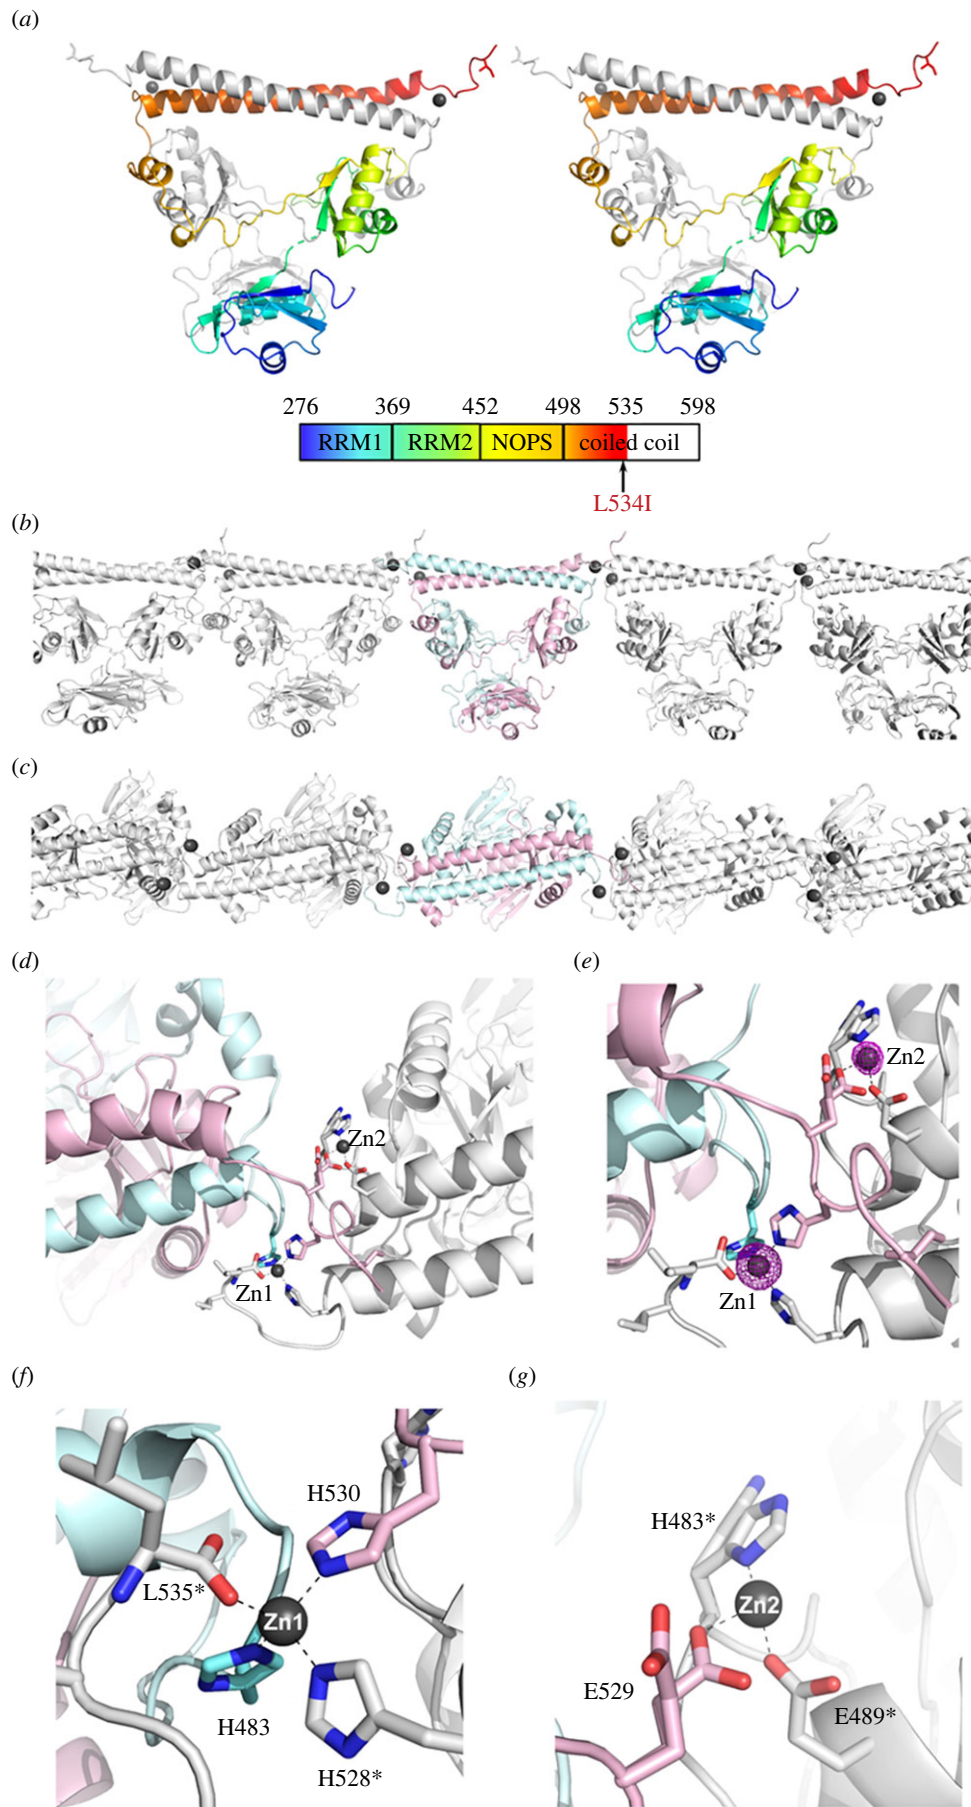 (a)
276 369 452 498 535 598
RRM1 RRM2 NOPS coiled coil
L534I
(b)
(c)
(d) (e)
Zn2
Zn1
Zn2
Zn1
(f) (g)
H530
L535*
Zn1
H483
H528*
H483*
Zn2
E529
E489*